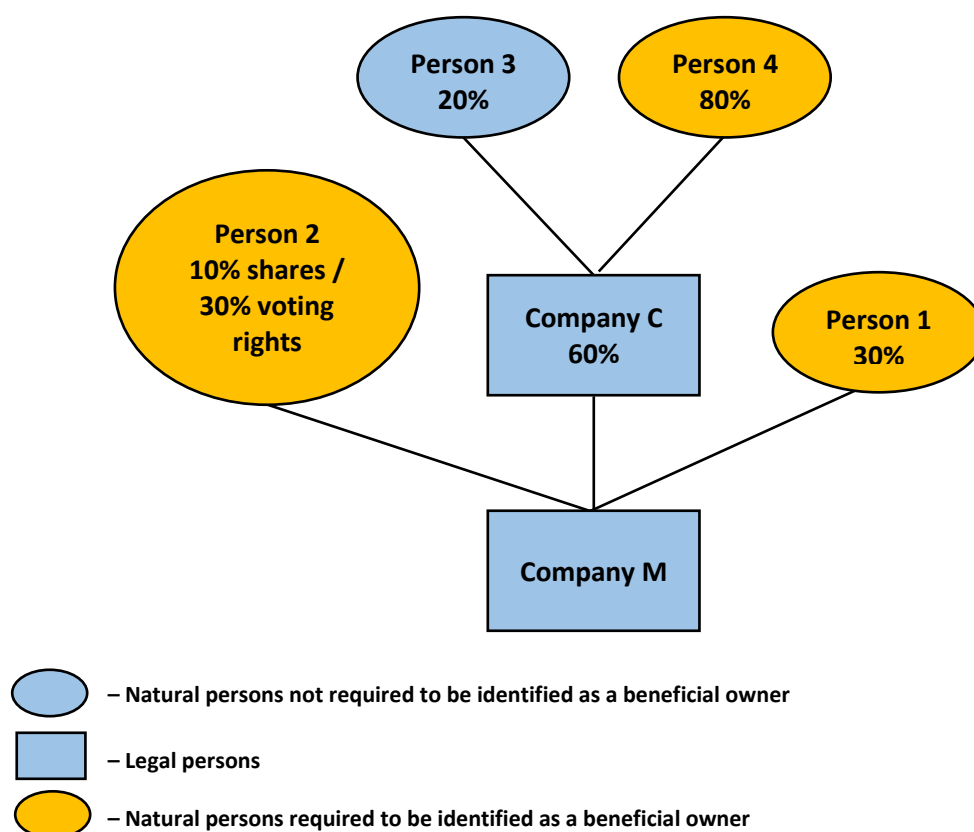 Person 3
20%
Person 4
80%
Person 2
10% shares /
30% voting
rights
Company C
60%
Person 1
30%
Company M
– Natural persons not required to be identified as a beneficial owner
– Legal persons
– Natural persons required to be identified as a beneficial owner